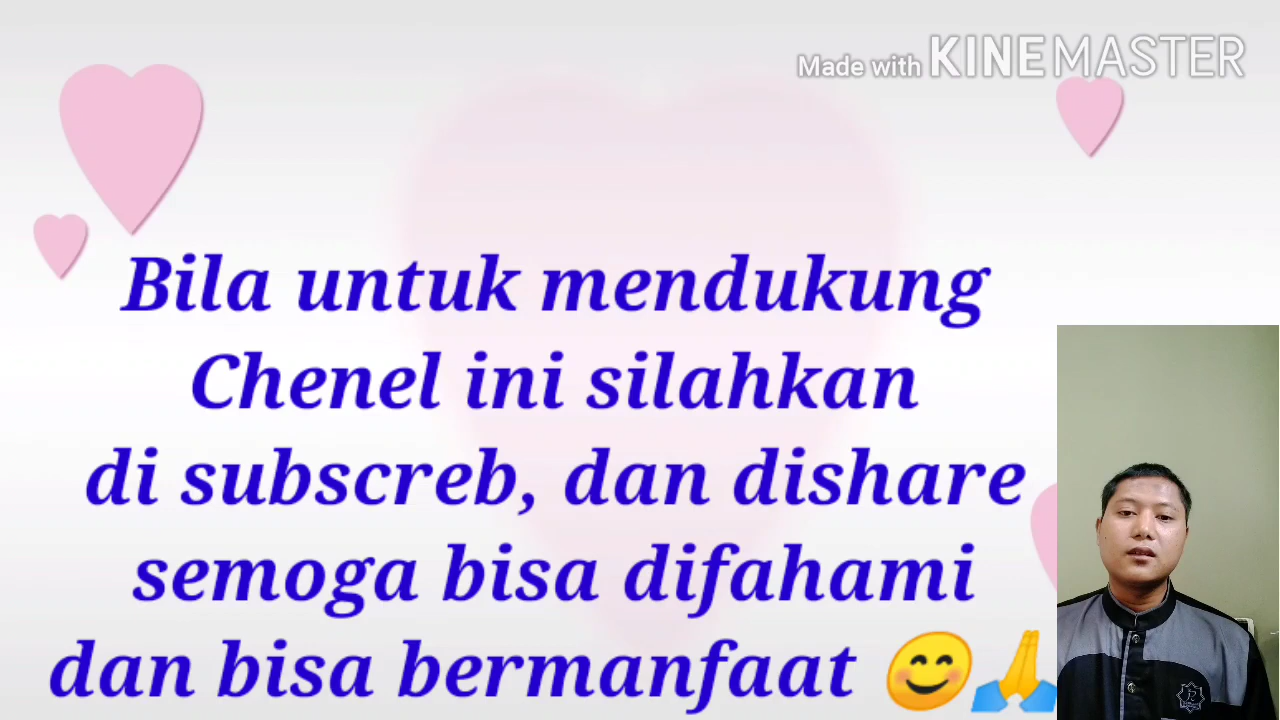 Made with KINEMASTER
Bila untuk mendukung
Chenel ini silahkan
di subscreb, dan dishare
semoga bisa difahami
dan bisa bermanfaat 😊🙏